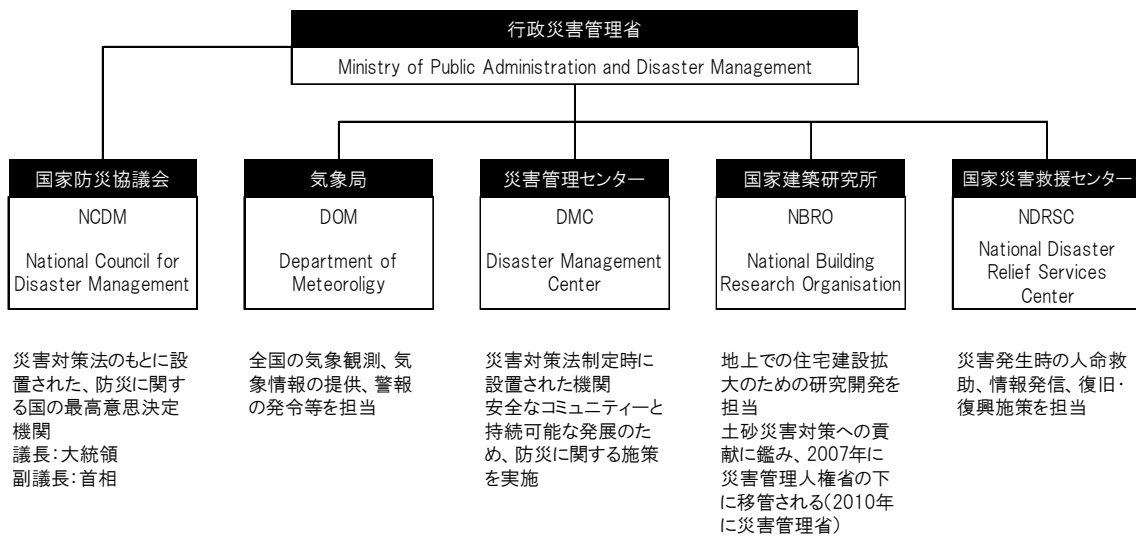 行政災害管理省
Ministry of Public Administration and Disaster Management
国家防災協議会
NCDM
National Council for
Disaster Management
災害対策法のもとに設
置された、防災に関す
る国の最高意思決定
機関
議長：大統領
副議長：首相
気象局
DOM
Department of
Meteoroligy
全国の気象観測、気
象情報の提供、警報
の発令等を担当
災害管理センター
DMC
Disaster Management
Center
災害対策法制定時に
設置された機関
安全なコミュニティーと
持続可能な発展のた
め、防災に関する施策
を実施
国家建築研究所
NBRO
National Building
Research Organisation
地上での住宅建設拡
大のための研究開発を
担当
土砂災害対策への貢
献に鑑み、2007年に
災害管理人権省の下
に移管される（2010年
に災害管理省）
国家災害救援センター
NDRSC
National Disaster
Relief Services
Center
災害発生時の人命救
助、情報発信、復旧・
復興施策を担当